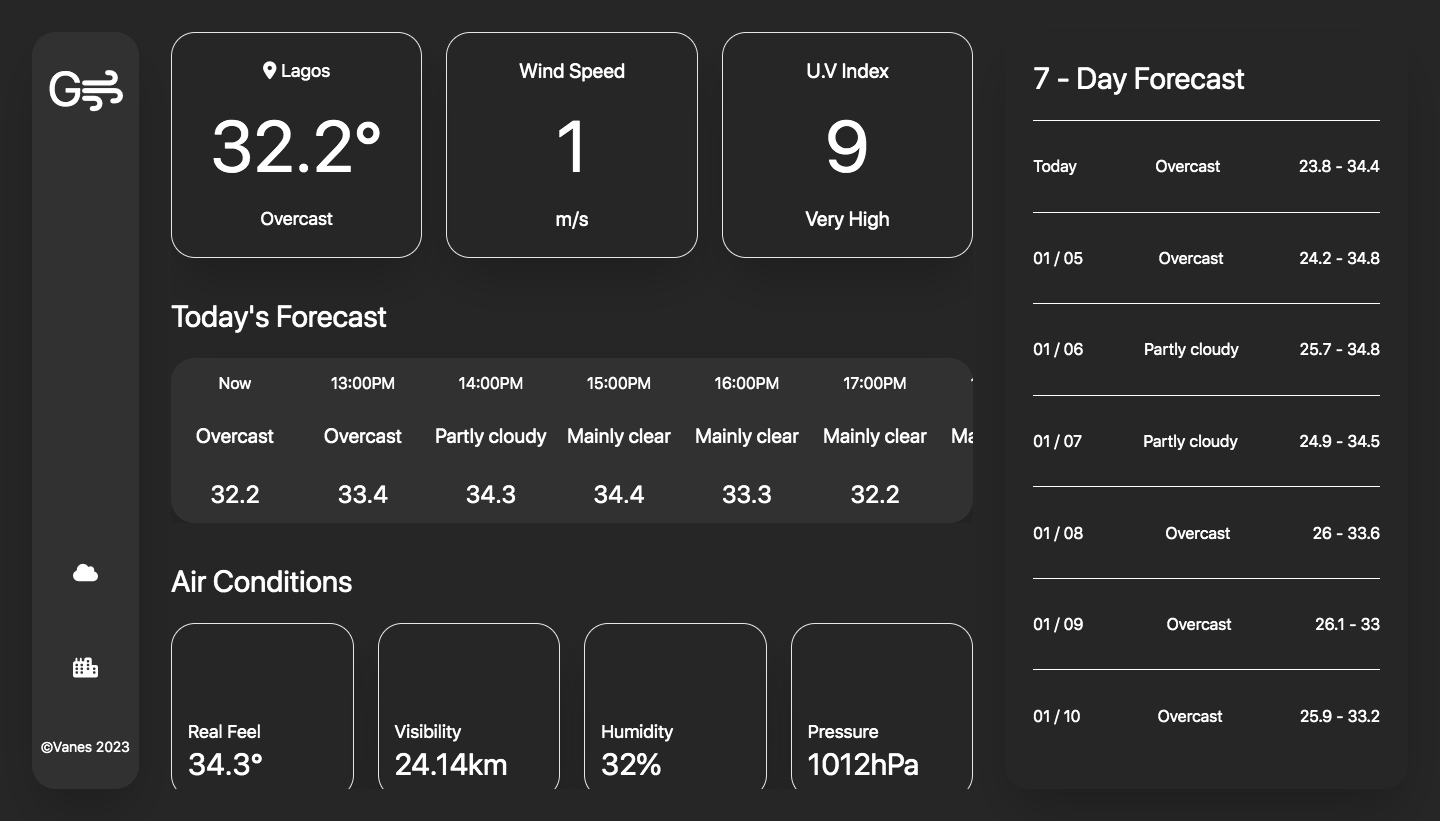 G
Lagos
32.2°
Overcast
Wind Speed
1
m/s
U.V Index
9
Very High
Today's Forecast
Now 13:00PM 14:00PM 15:00PM 16:00PM 17:00PM
Overcast Overcast Partly cloudy Mainly clear Mainly clear Mainly clear Ma
32.2 33.4 34.3 34.4 33.3 32.2
Air Conditions
Real Feel
34.3°
Visibility
24.14km
Humidity
32%
Pressure
1012hPa
7 - Day Forecast
Today Overcast 23.8 - 34.4
01 / 05 Overcast 24.2 - 34.8
01 / 06 Partly cloudy 25.7 - 34.8
01 / 07 Partly cloudy 24.9 - 34.5
01 / 08 Overcast 26 - 33.6
01 / 09 Overcast 26.1 - 33
01 / 10 Overcast 25.9 - 33.2
©Vanes 2023